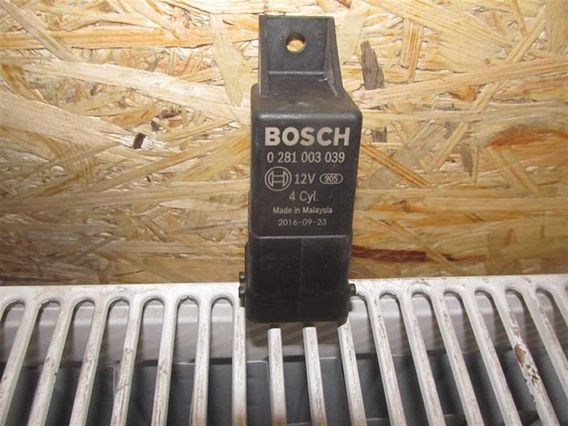 BOSCH
0 281 003 039
12V 905
4 Cyl.
Made in Malaysia
2016-09-23